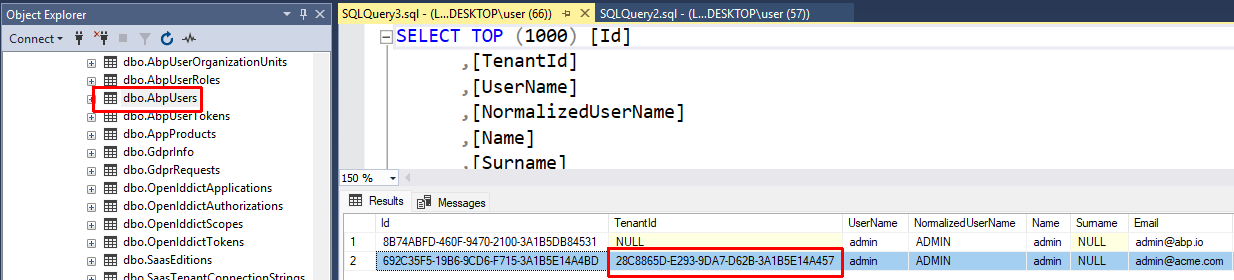 Object Explorer
Connect
dbo.AbpUserOrganizationUnits
dbo.AbpUserRoles
dbo.AbpUsers
dbo.AbpUserTokens
dbo.AppProducts
dbo.GdprInfo
dbo.GdprRequests
dbo.OpenIddictApplications
dbo.OpenIddictAuthorizations
dbo.OpenIddictScopes
dbo.OpenIddictTokens
dbo.SaasEditions
dbo.SaasTenantConnectionStrings
SQLQuery3.sql - (L...DESKTOP\user (66)) SQLQuery2.sql - (L...DESKTOP\user (57))
SELECT TOP (1000) [Id]
,[TenantId]
,[UserName]
,[NormalizedUserName]
,[Name]
,[Surname]
150 %
Results Messages
Id TenantId UserName NormalizedUserName Name Surname Email
1 8B74ABFD-460F-9470-2100-3A1B5DB84531 NULL admin ADMIN admin NULL admin@abp.io
2 692C35F5-19B6-9CD6-F715-3A1B5E14A4BD 28C8865D-E293-9DA7-D62B-3A1B5E14A457 admin ADMIN admin NULL admin@acme.com